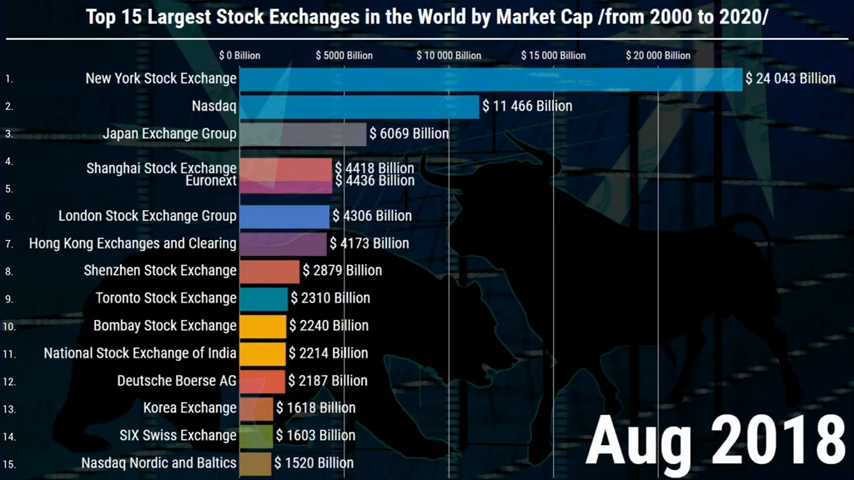 Top 15 Largest Stock Exchanges in the World by Market Cap /from 2000 to 2020/
$ 0 Billion $ 5000 Billion $ 10 000 Billion $ 15 000 Billion $ 20 000 Billion
1. New York Stock Exchange $ 24 043 Billion
2. Nasdaq $ 11 466 Billion
3. Japan Exchange Group $ 6069 Billion
4. Shanghai Stock Exchange $ 4418 Billion
5. Euronext $ 4436 Billion
6. London Stock Exchange Group $ 4306 Billion
7. Hong Kong Exchanges and Clearing $ 4173 Billion
8. Shenzhen Stock Exchange $ 2879 Billion
9. Toronto Stock Exchange $ 2310 Billion
10. Bombay Stock Exchange $ 2240 Billion
11. National Stock Exchange of India $ 2214 Billion
12. Deutsche Boerse AG $ 2187 Billion
13. Korea Exchange $ 1618 Billion
14. SIX Swiss Exchange $ 1603 Billion
15. Nasdaq Nordic and Baltics $ 1520 Billion
Aug 2018